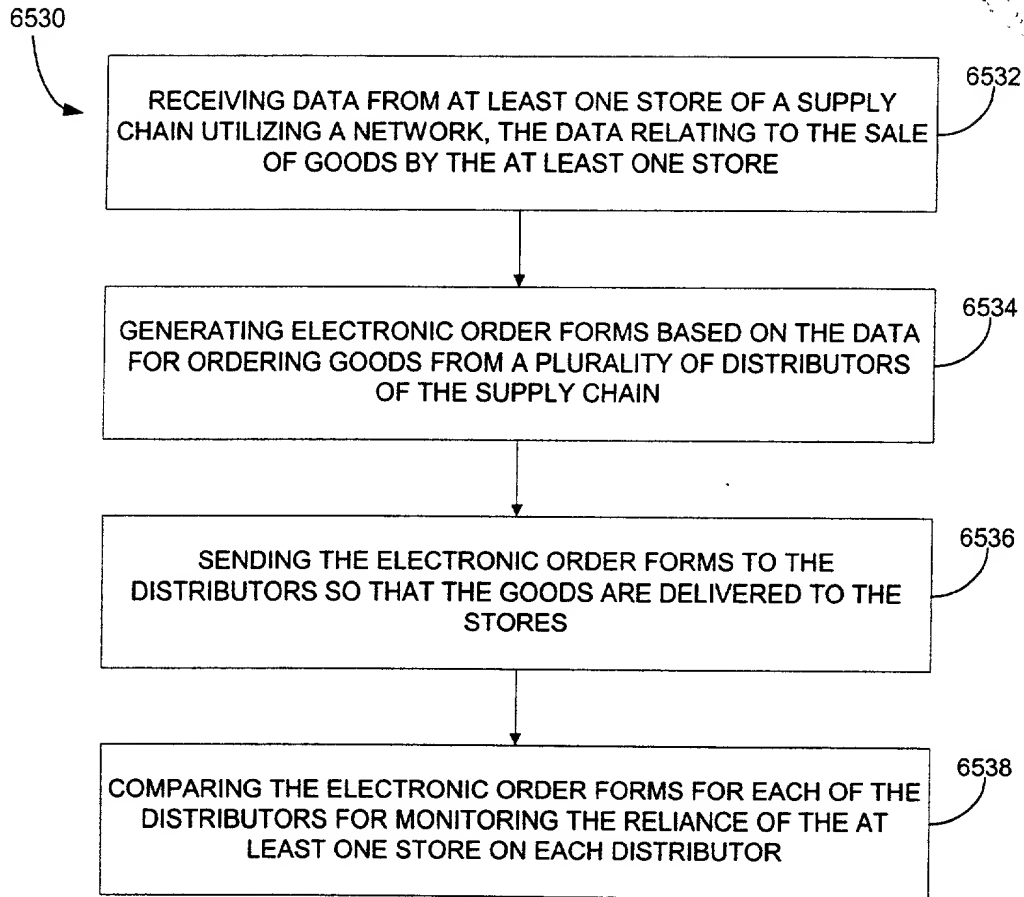 6530
RECEIVING DATA FROM AT LEAST ONE STORE OF A SUPPLY
CHAIN UTILIZING A NETWORK, THE DATA RELATING TO THE SALE
OF GOODS BY THE AT LEAST ONE STORE
6532
GENERATING ELECTRONIC ORDER FORMS BASED ON THE DATA
FOR ORDERING GOODS FROM A PLURALITY OF DISTRIBUTORS
OF THE SUPPLY CHAIN
6534
SENDING THE ELECTRONIC ORDER FORMS TO THE
DISTRIBUTORS SO THAT THE GOODS ARE DELIVERED TO THE
STORES
6536
COMPARING THE ELECTRONIC ORDER FORMS FOR EACH OF THE
DISTRIBUTORS FOR MONITORING THE RELIANCE OF THE AT
LEAST ONE STORE ON EACH DISTRIBUTOR
6538